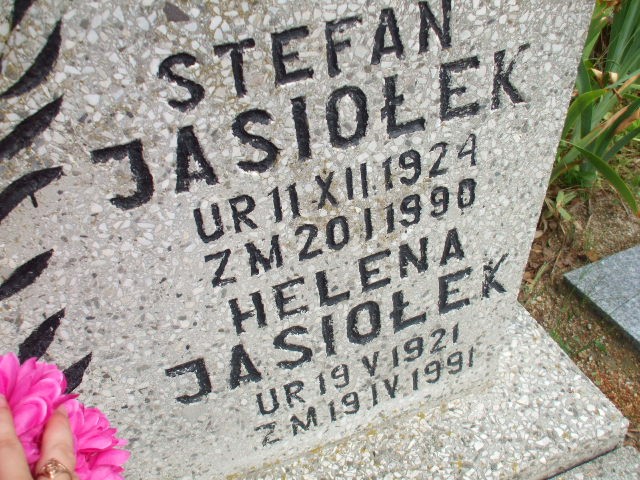 STEFAN
JASIOŁEK
UR 11 XII 1924
ZM 20 I 1990
HELENA
JASIOŁEK
UR 19 V 1921
ZM 19 IV 1991